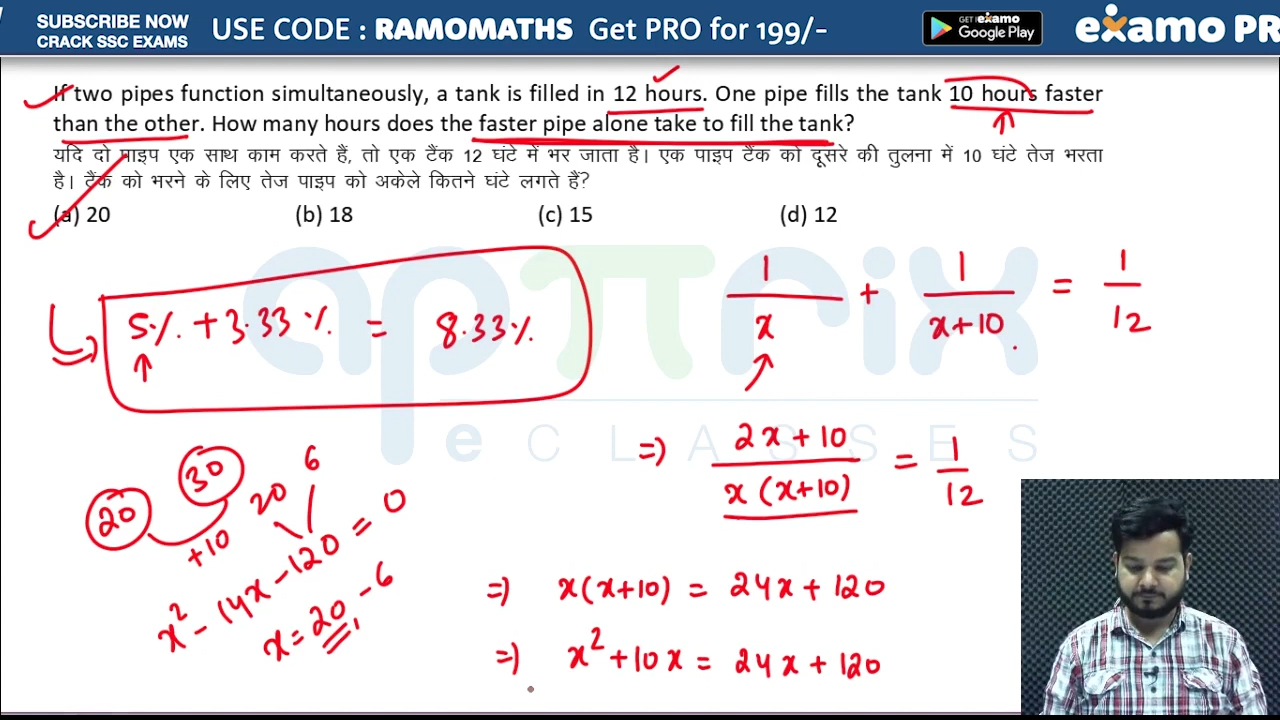 SUBSCRIBE NOW
CRACK SSC EXAMS
USE CODE : RAMOMATHS Get PRO for 199/-
GET IT ON examo
Google Play
examo PR
If two pipes function simultaneously, a tank is filled in 12 hours. One pipe fills the tank 10 hours faster
than the other. How many hours does the faster pipe alone take to fill the tank?
यदि दो पाइप एक साथ काम करते हैं, तो एक टैंक 12 घंटे में भर जाता है। एक पाइप टैंक को दूसरे की तुलना में 10 घंटे तेज भरता
है। टैंक को भरने के लिए तेज पाइप को अकेले कितने घंटे लगते हैं?
(a) 20 (b) 18 (c) 15 (d) 12
5% + 3.33% = 8.33%
1/x + 1/(x+10) = 1/12
⇒ 2x+10 / x(x+10) = 1/12
20 30 +10
20 6
x² - 14x - 120 = 0
x = 20, -6
⇒ x(x+10) = 24x + 120
⇒ x² + 10x = 24x + 120
apπrix
e CLASSES